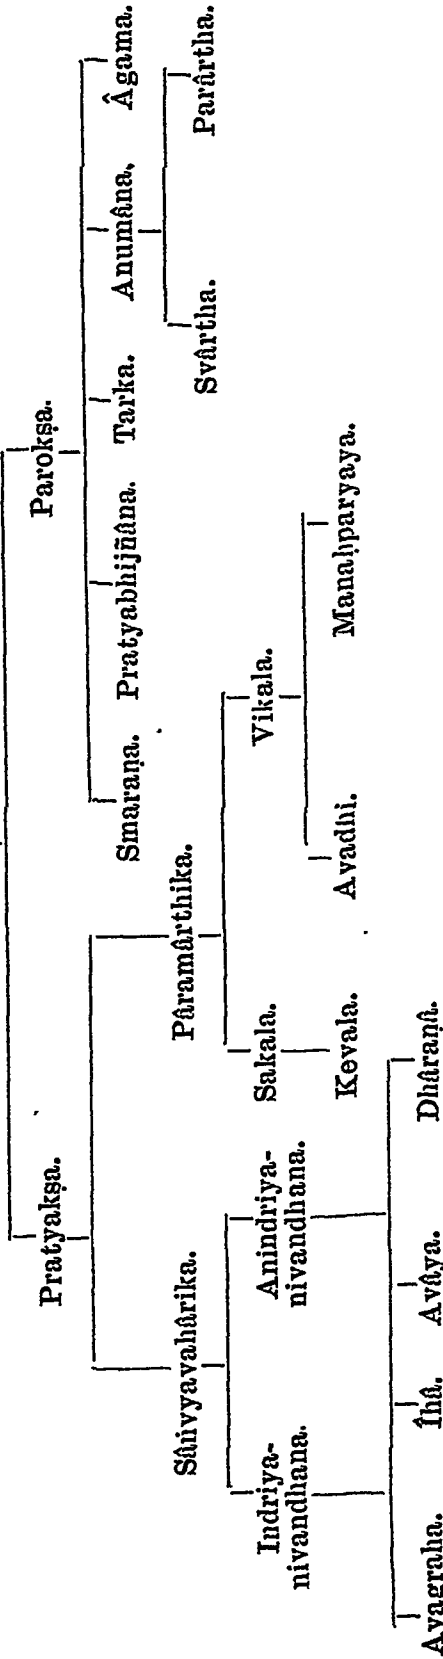 Pratyakṣa. Parokṣa.
Sâṁvyavahârika. Pâramârthika. Smaraṇa. Pratyabhijñâna. Tarka. Anumâna. Âgama.
Indriya-
nivandhana.
Anindriya-
nivandhana.
Sakala. Vikala. Svârtha. Parârtha.
Kevala. Avadhi. Manaḥparyaya.
Avagraha. Îhâ. Avâya. Dhâraṇâ.